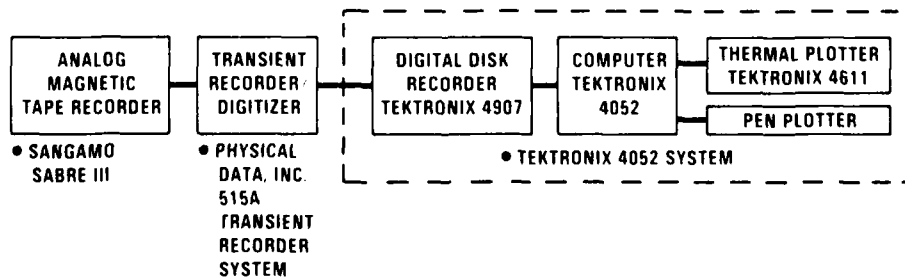 ANALOG
MAGNETIC
TAPE RECORDER
● SANGAMO
SABRE III
TRANSIENT
RECORDER/
DIGITIZER
● PHYSICAL
DATA, INC.
515A
TRANSIENT
RECORDER
SYSTEM
DIGITAL DISK
RECORDER
TEKTRONIX 4907
COMPUTER
TEKTRONIX
4052
THERMAL PLOTTER
TEKTRONIX 4611
PEN PLOTTER
● TEKTRONIX 4052 SYSTEM